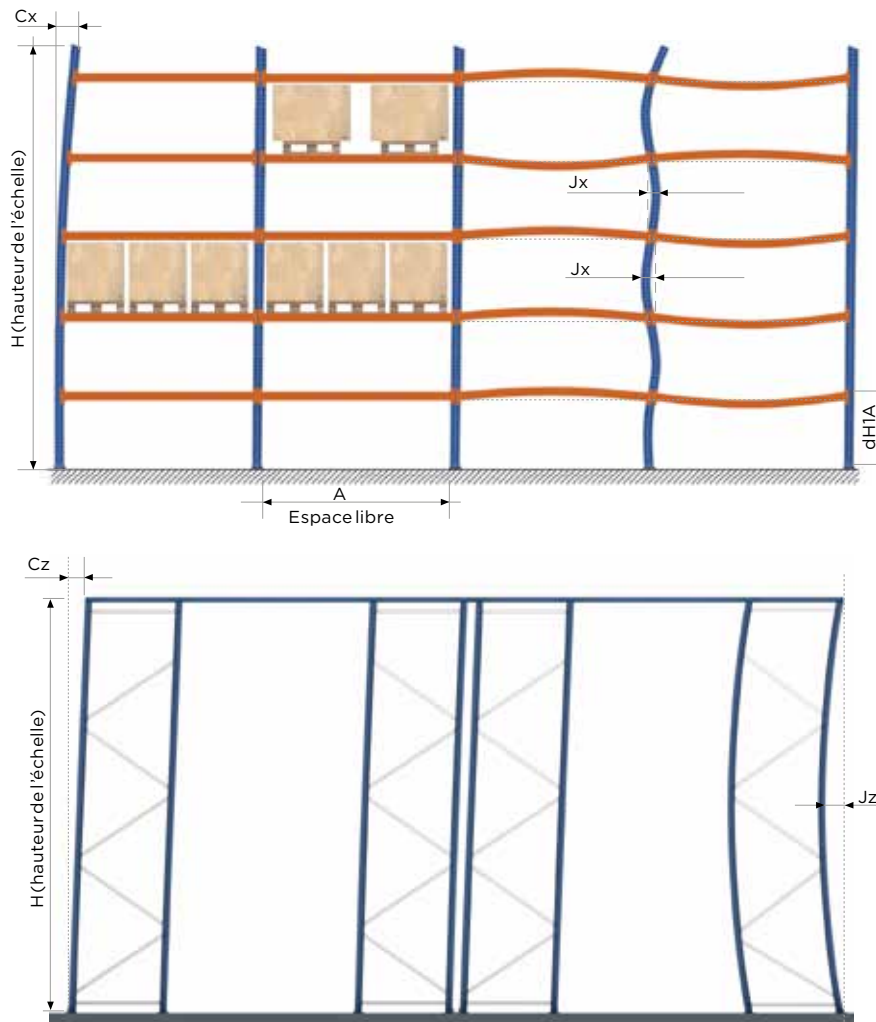 Cx
H (hauteur de l'échelle)
Jx
Jx
dH1A
A
Espace libre
Cz
H (hauteur de l'échelle)
Jz